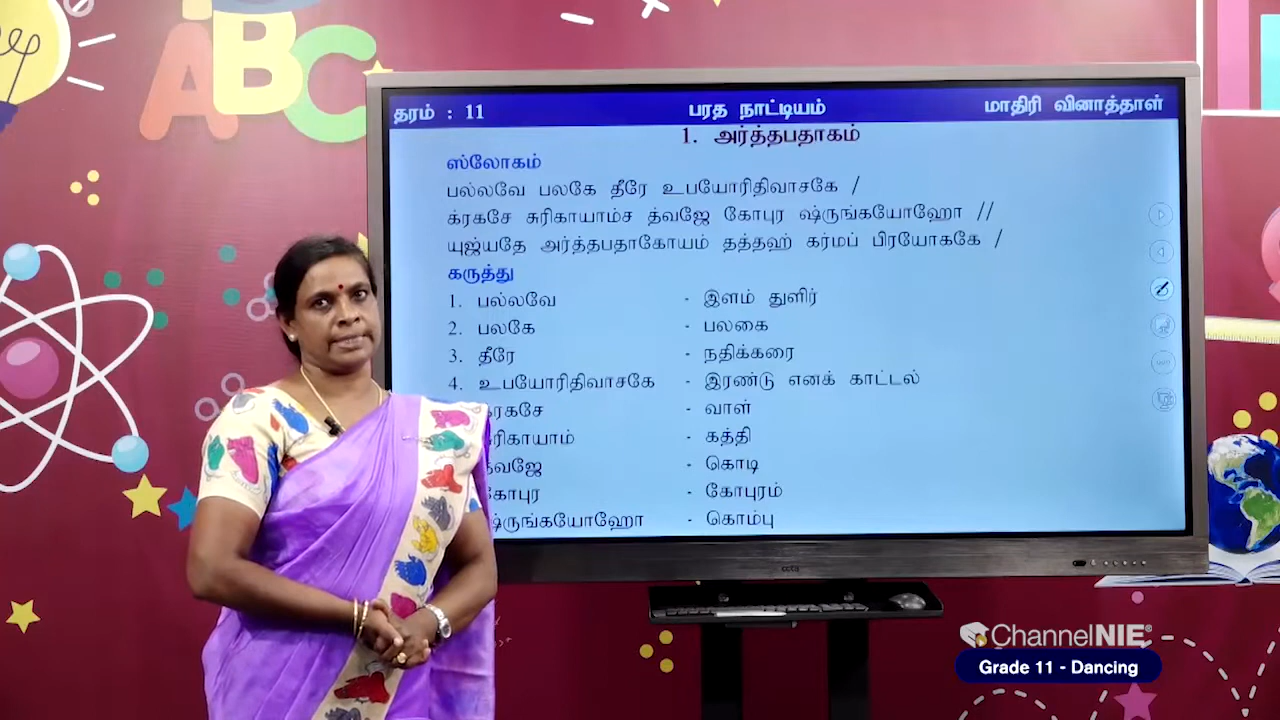 ABC
தரம் : 11 பரத நாட்டியம் மாதிரி வினாத்தாள்
1. அர்த்தபதாகம்
ஸ்லோகம்
பல்லவே பலகே தீரே உபயோரிதிவாசகே /
க்ரகசே சுரிகாயாம்ச த்வஜே கோபுர ஷ்ருங்கயோஹோ //
யுஜ்யதே அர்த்தபதாகோயம் தத்தஹ் கர்மப் பிரயோககே /
கருத்து
1. பல்லவே - இளம் துளிர்
2. பலகே - பலகை
3. தீரே - நதிக்கரை
4. உபயோரிதிவாசகே - இரண்டு எனக் காட்டல்
ரகசே - வாள்
ரிகாயாம் - கத்தி
த்வஜே - கொடி
கோபுர - கோபுரம்
ஷ்ருங்கயோஹோ - கொம்பு
ChannelNIE®
Grade 11 - Dancing